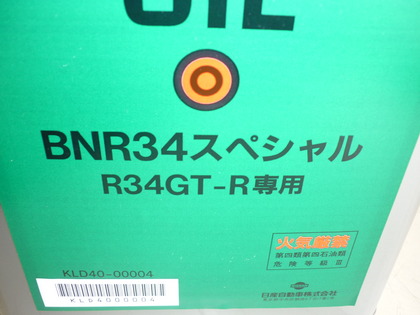 OIL
BNR34スペシャル
R34GT-R専用
火気厳禁
第四類第四石油類
危険等級Ⅲ
KLD40-00004
KLD4000004
日産自動車株式会社